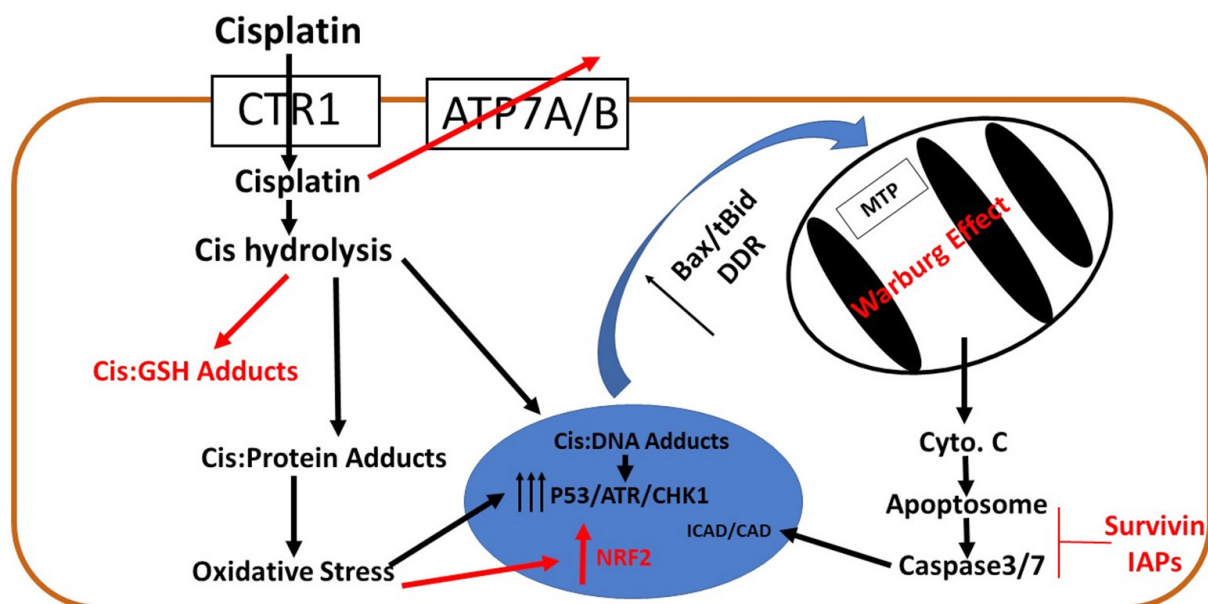 Cisplatin
CTR1
ATP7A/B
Cisplatin
Cis hydrolysis
Cis:GSH Adducts
Cis:Protein Adducts
Oxidative Stress
Cis:DNA Adducts
P53/ATR/CHK1
NRF2
ICAD/CAD
Bax/tBid
DDR
MTP
Warburg Effect
Cyto. C
Apoptosome
Caspase3/7
Survivin
IAPs